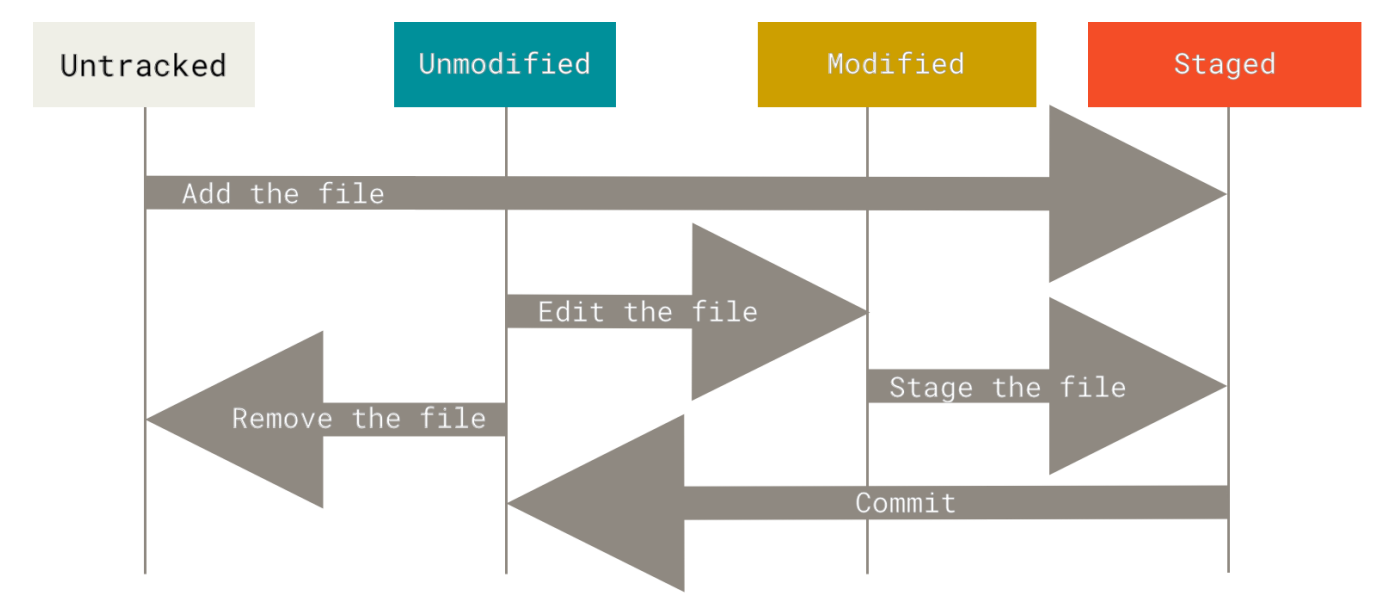 Untracked
Unmodified
Modified
Staged
Add the file
Edit the file
Stage the file
Remove the file
Commit